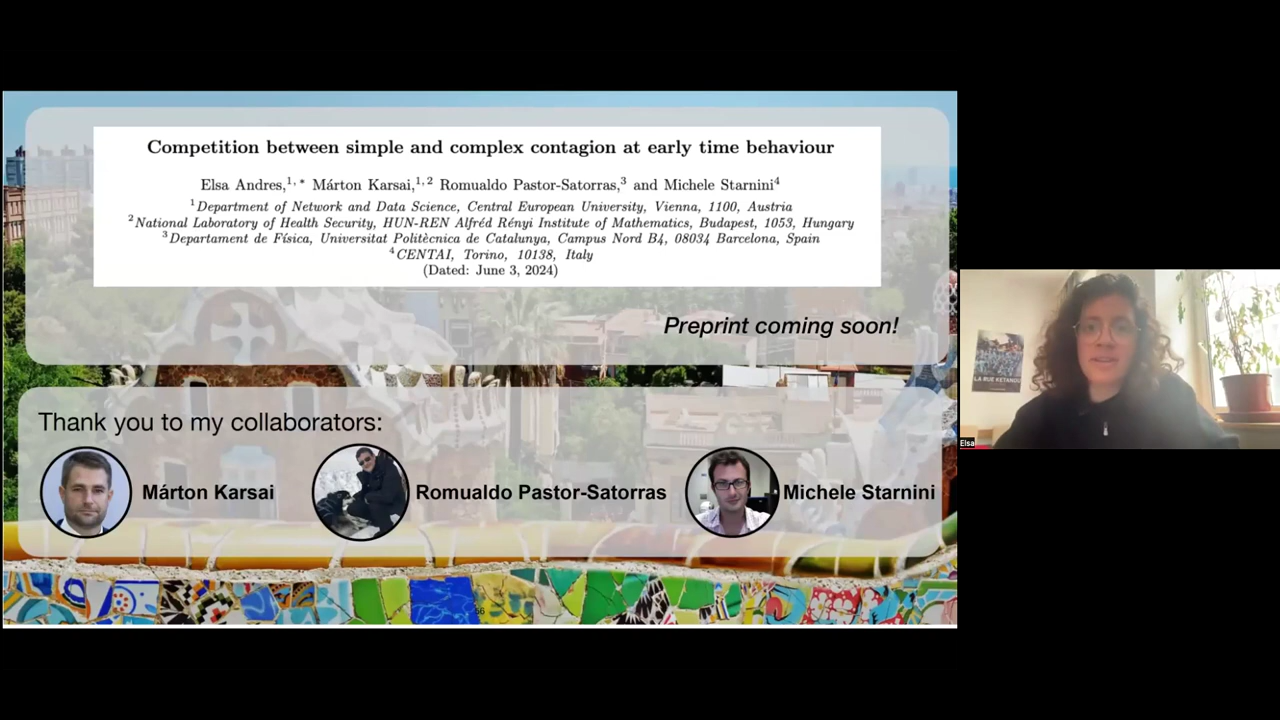 Competition between simple and complex contagion at early time behaviour
Elsa Andres,1, * Márton Karsai,1, 2 Romualdo Pastor-Satorras,3 and Michele Starnini4
1Department of Network and Data Science, Central European University, Vienna, 1100, Austria
2National Laboratory of Health Security, HUN-REN Alfréd Rényi Institute of Mathematics, Budapest, 1053, Hungary
3Departament de Física, Universitat Politècnica de Catalunya, Campus Nord B4, 08034 Barcelona, Spain
4CENTAI, Torino, 10138, Italy
(Dated: June 3, 2024)
Preprint coming soon!
Thank you to my collaborators:
Márton Karsai
Romualdo Pastor-Satorras
Michele Starnini
56
LA RUE KETANOU
Elsa